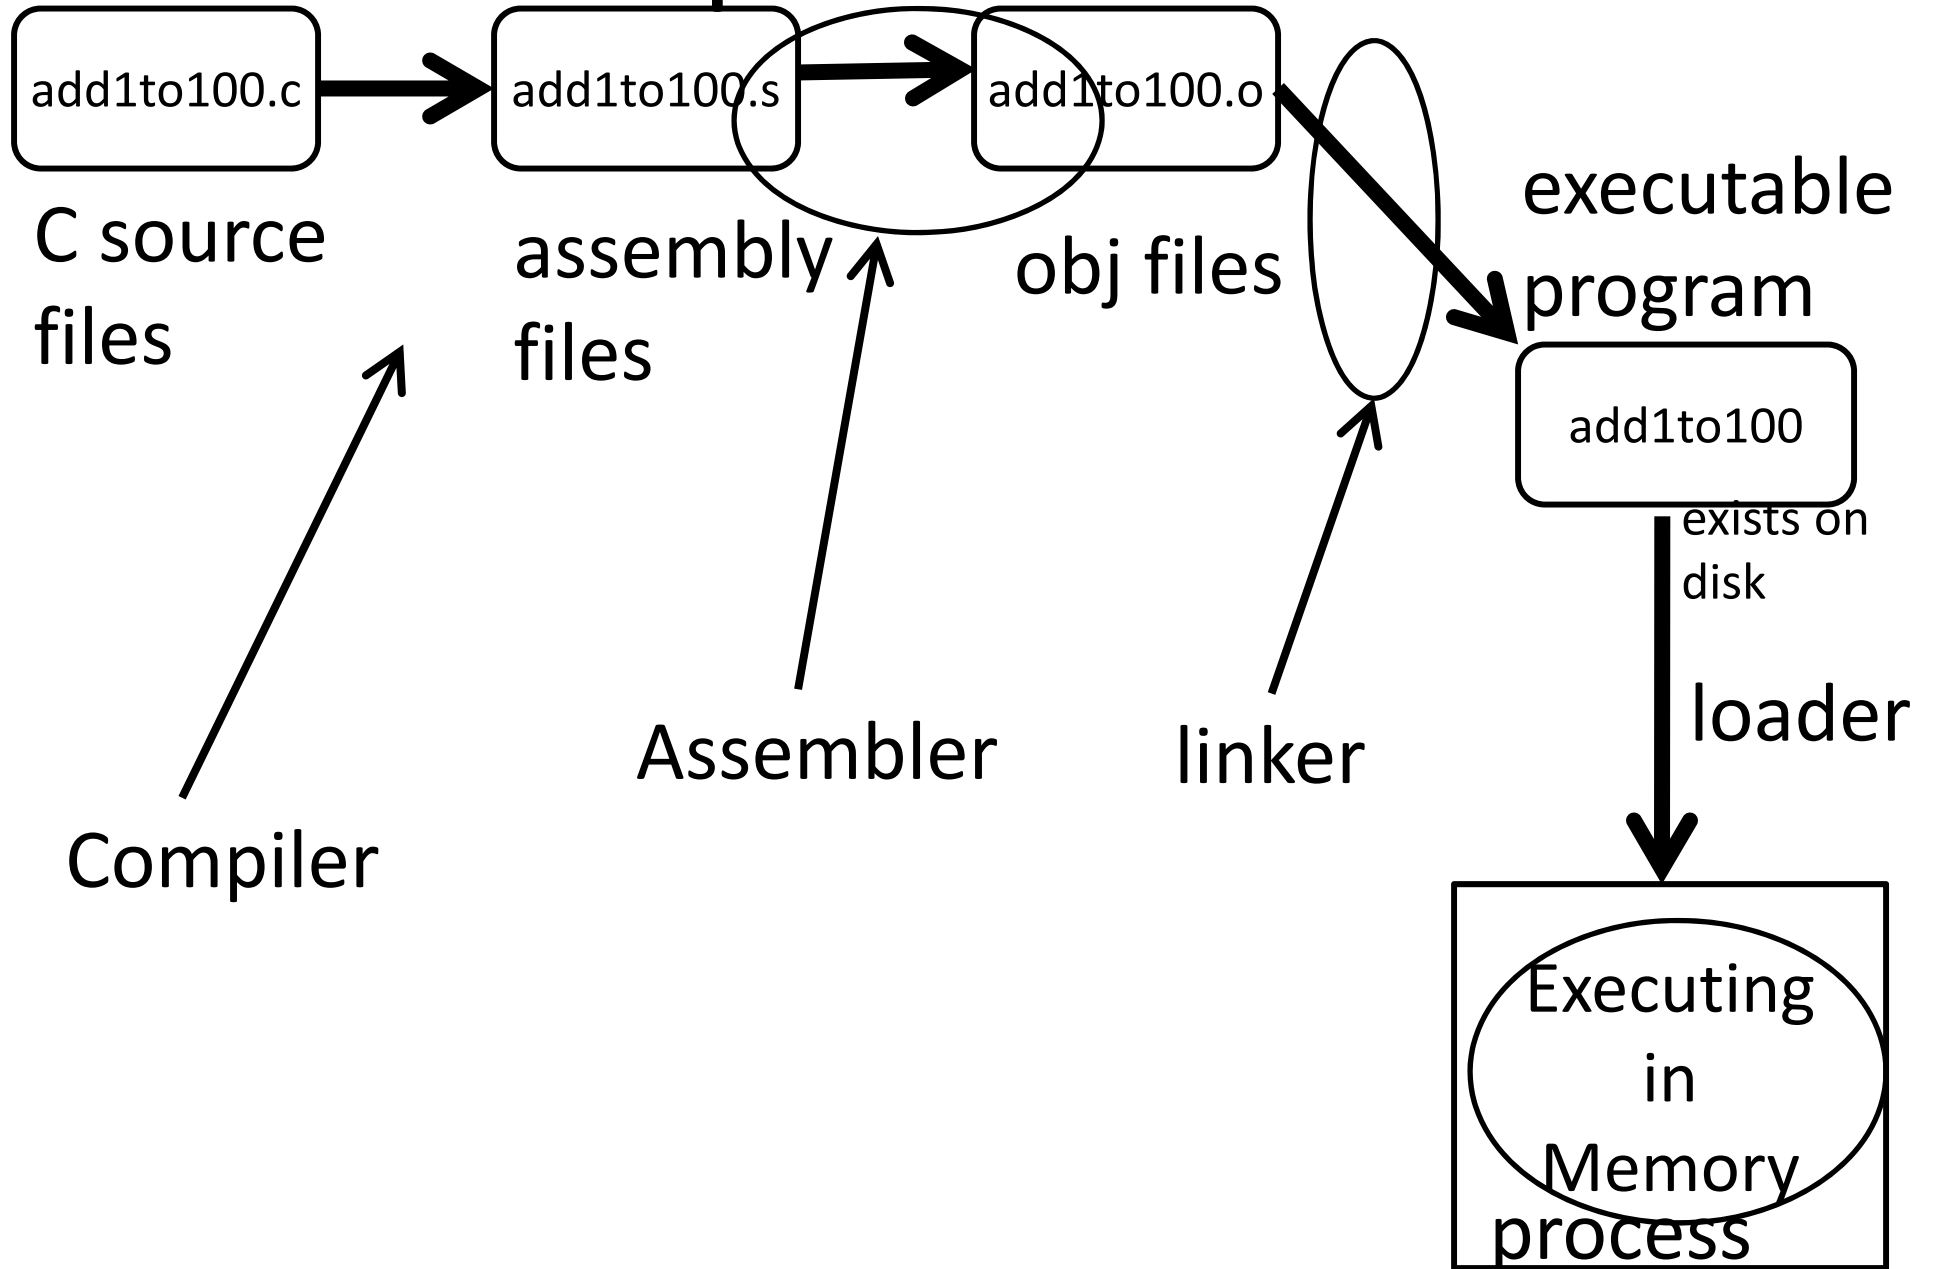 add1to100.c
add1to100.s
add1to100.o
C source
files
assembly
files
obj files
executable
program
add1to100
exists on
disk
loader
Compiler
Assembler
linker
Executing
in
Memory
process